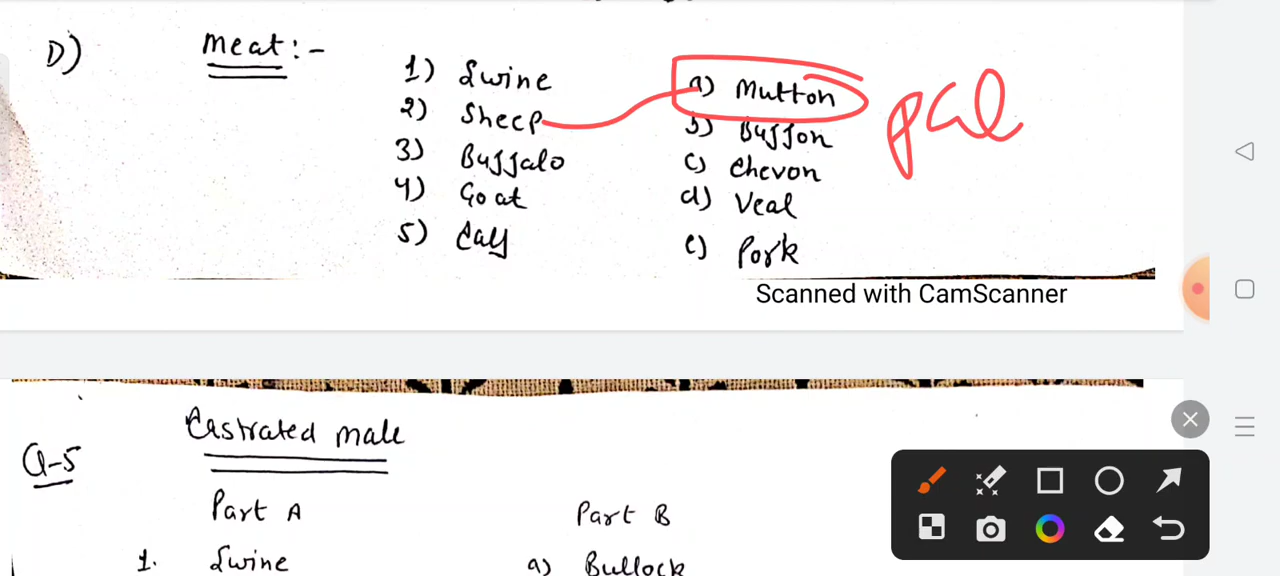 D) Meat:-
1) Swine a) Mutton
2) Sheep b) Buffon
3) Buffalo c) Chevon
4) Goat d) Veal
5) Calf e) Pork
Scanned with CamScanner
Castrated male
Q-5
Part A Part B
1. Swine a) Bullock